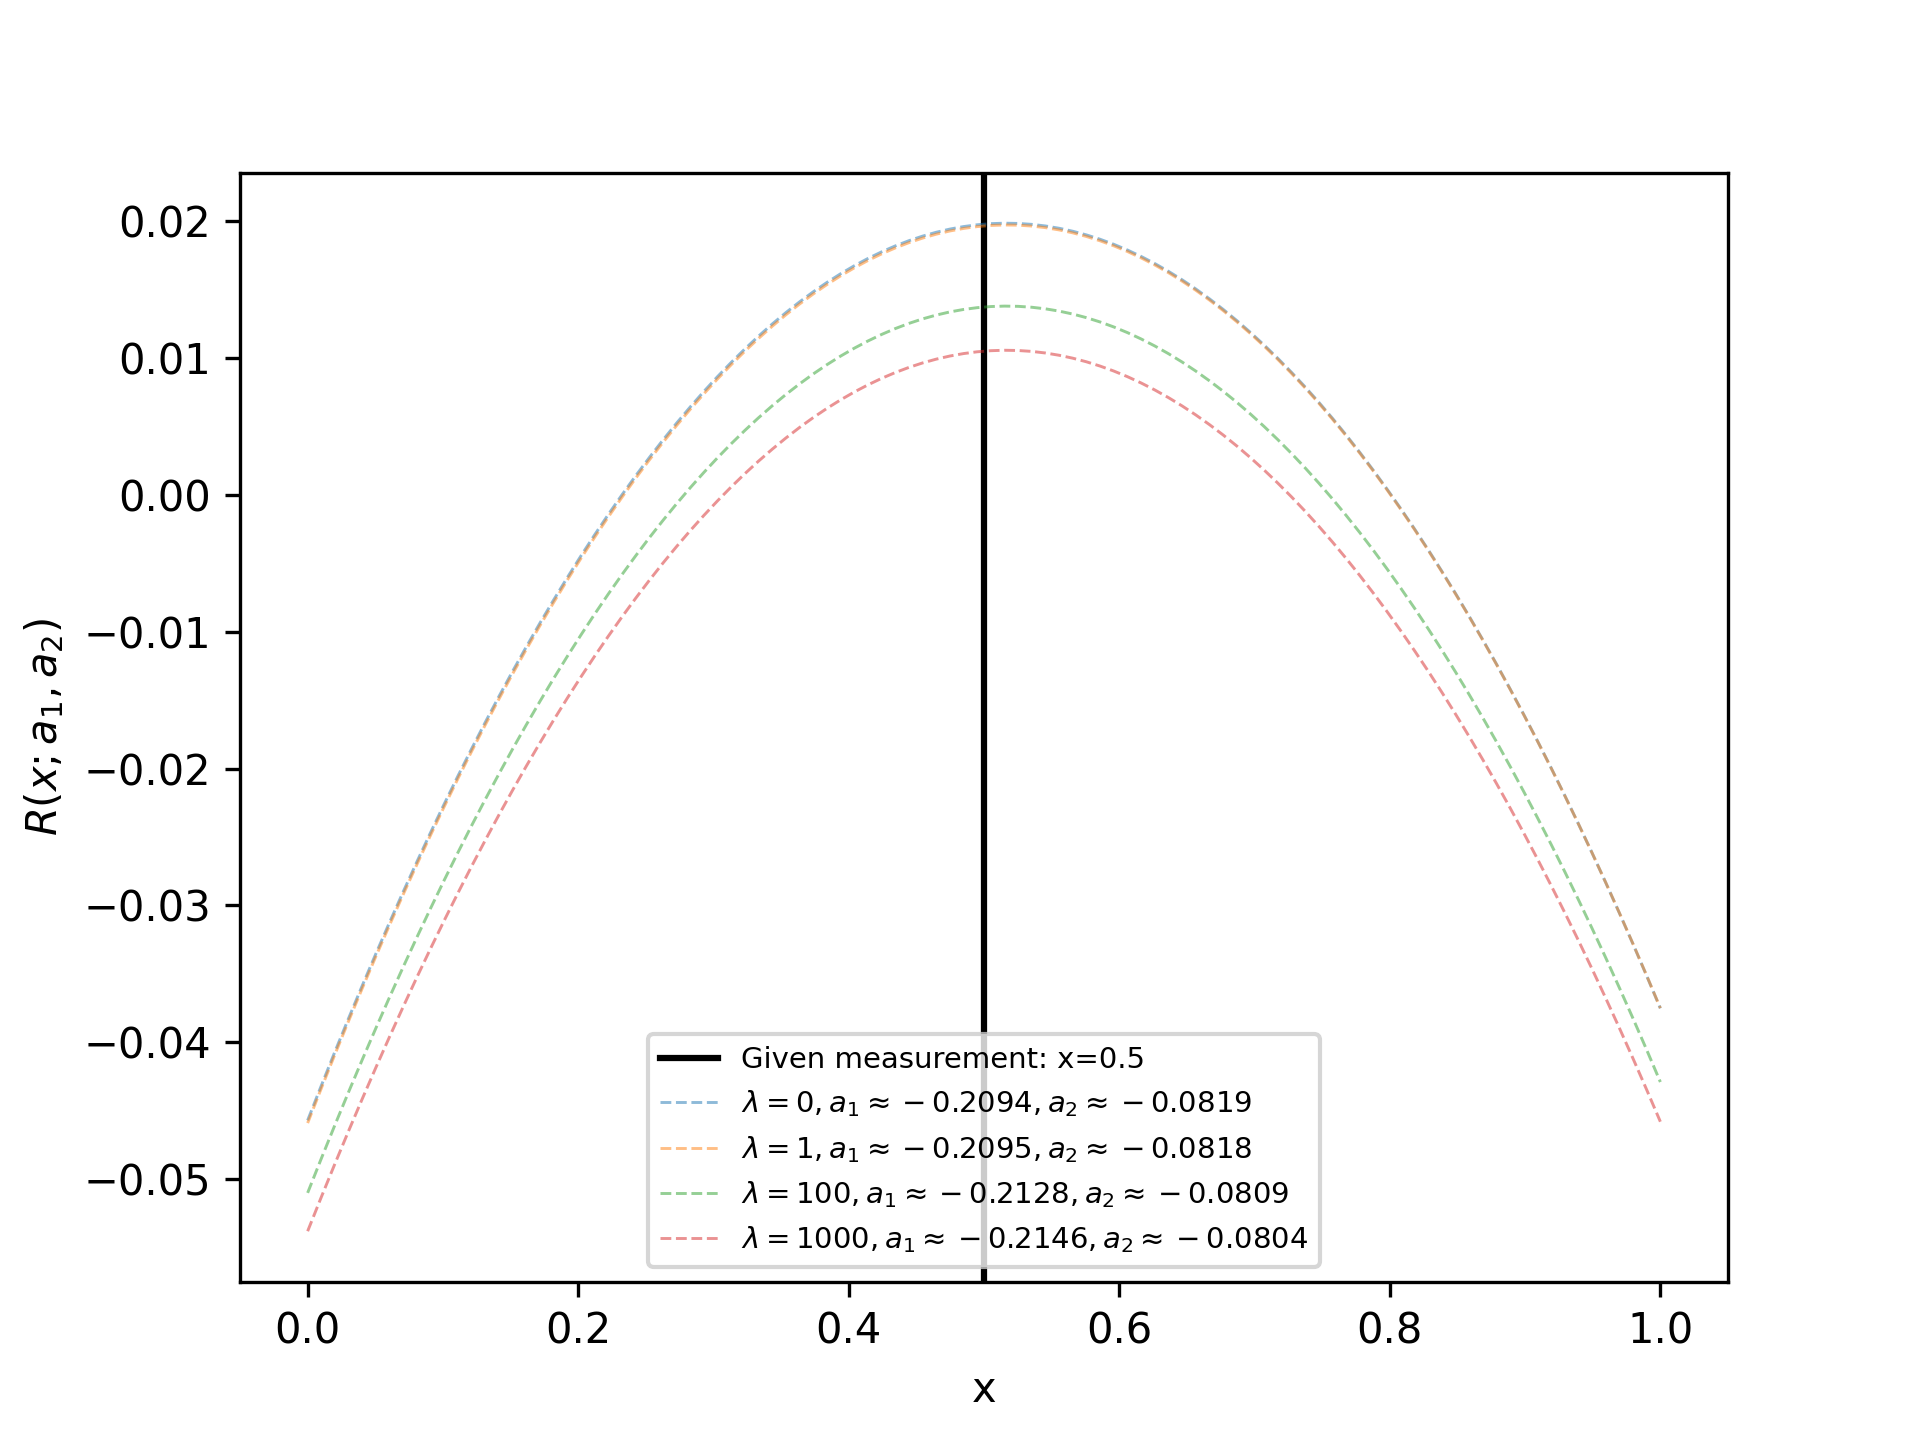 0.02
0.01
0.00
−0.01
−0.02
−0.03
−0.04
−0.05
R(x; a₁, a₂)
Given measurement: x=0.5
λ = 0, a₁ ≈ −0.2094, a₂ ≈ −0.0819
λ = 1, a₁ ≈ −0.2095, a₂ ≈ −0.0818
λ = 100, a₁ ≈ −0.2128, a₂ ≈ −0.0809
λ = 1000, a₁ ≈ −0.2146, a₂ ≈ −0.0804
0.0 0.2 0.4 0.6 0.8 1.0
x